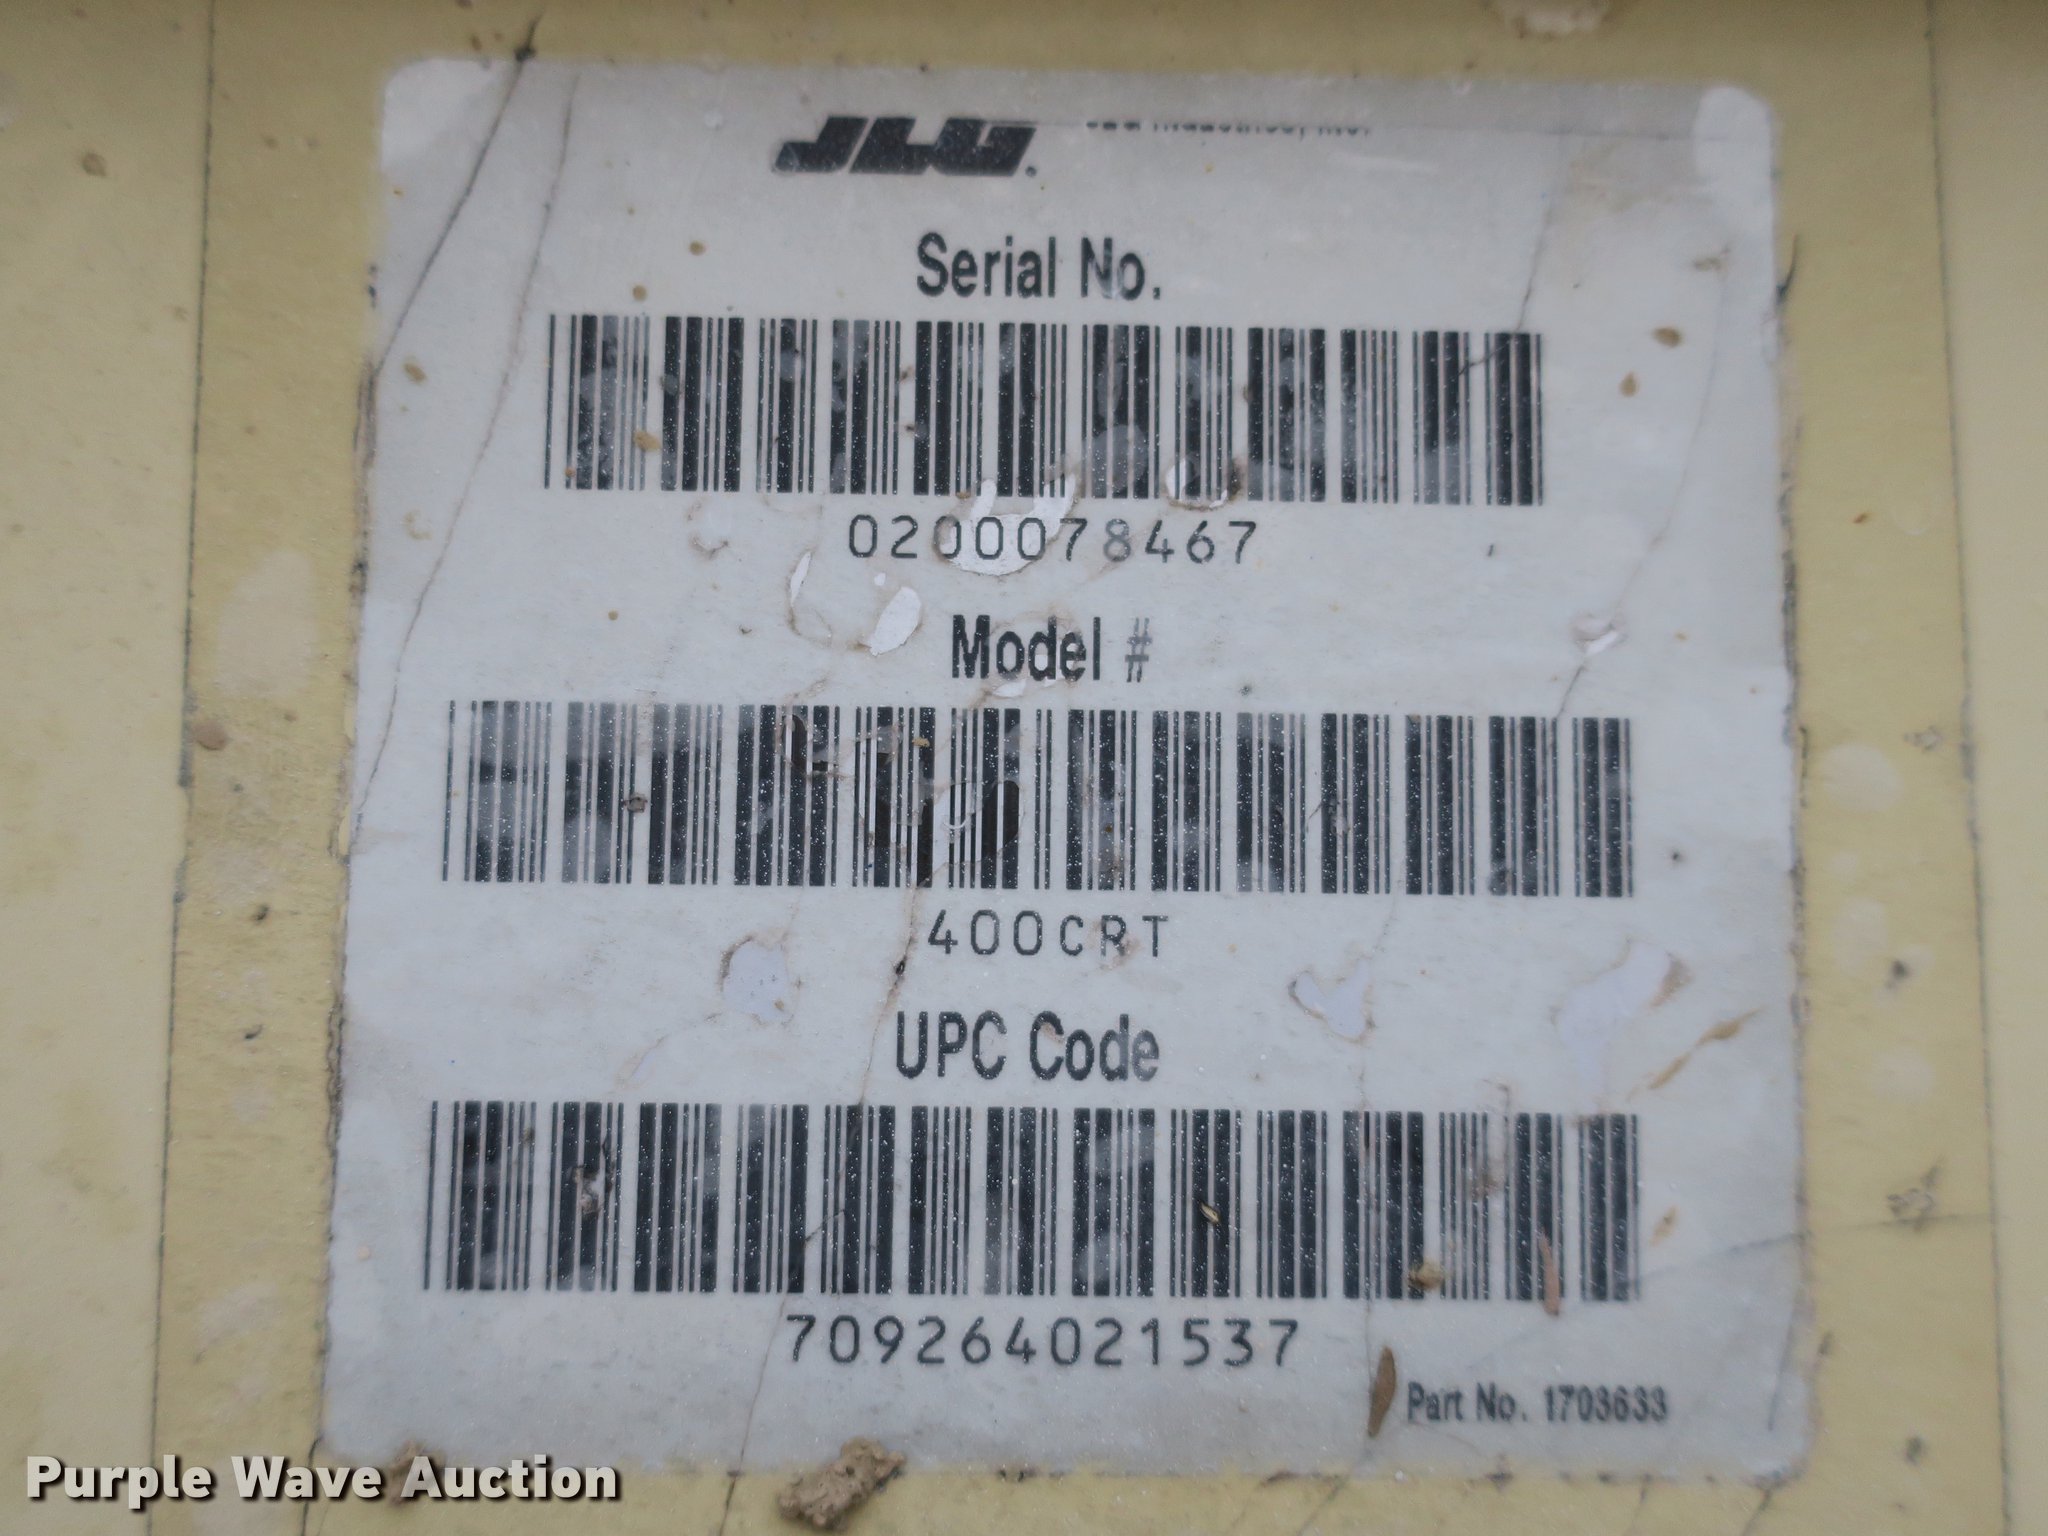 JLG.
Serial No.
0200078467
Model #
400CRT
UPC Code
709264021537
Part No. 1703633
Purple Wave Auction